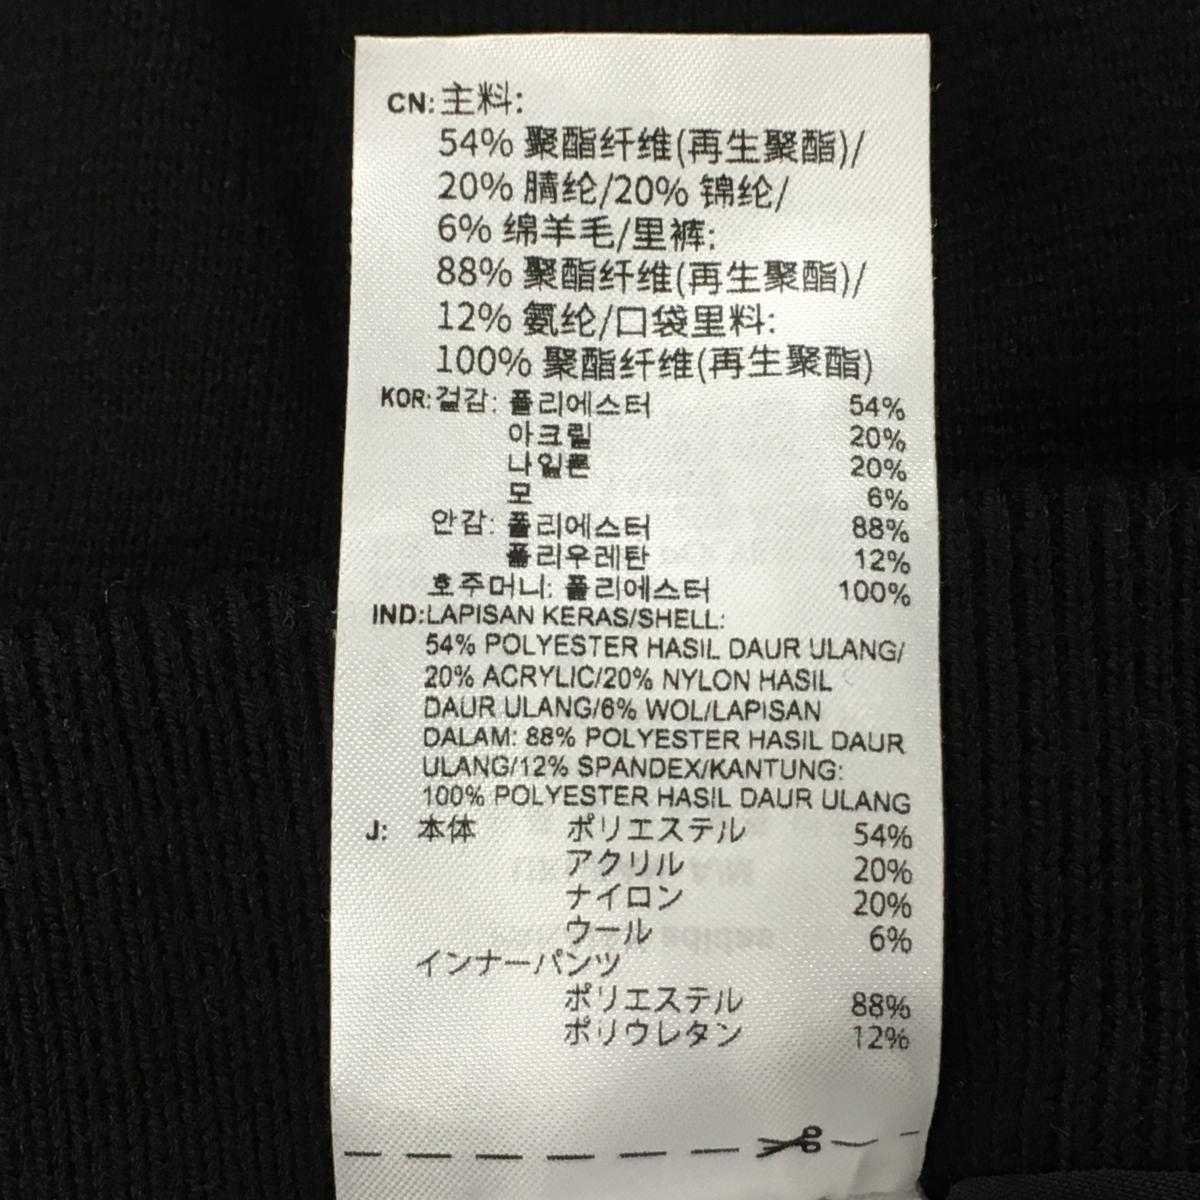 CN: 主料:
54% 聚酯纤维(再生聚酯)/
20% 腈纶/20% 锦纶/
6% 绵羊毛/里裤:
88% 聚酯纤维(再生聚酯)/
12% 氨纶/口袋里料:
100% 聚酯纤维(再生聚酯)
KOR: 겉감: 폴리에스터 54%
아크릴 20%
나일론 20%
모 6%
안감: 폴리에스터 88%
폴리우레탄 12%
호주머니: 폴리에스터 100%
IND: LAPISAN KERAS/SHELL:
54% POLYESTER HASIL DAUR ULANG/
20% ACRYLIC/20% NYLON HASIL
DAUR ULANG/6% WOL/LAPISAN
DALAM: 88% POLYESTER HASIL DAUR
ULANG/12% SPANDEX/KANTUNG:
100% POLYESTER HASIL DAUR ULANG
J: 本体 ポリエステル 54%
アクリル 20%
ナイロン 20%
ウール 6%
インナーパンツ
ポリエステル 88%
ポリウレタン 12%